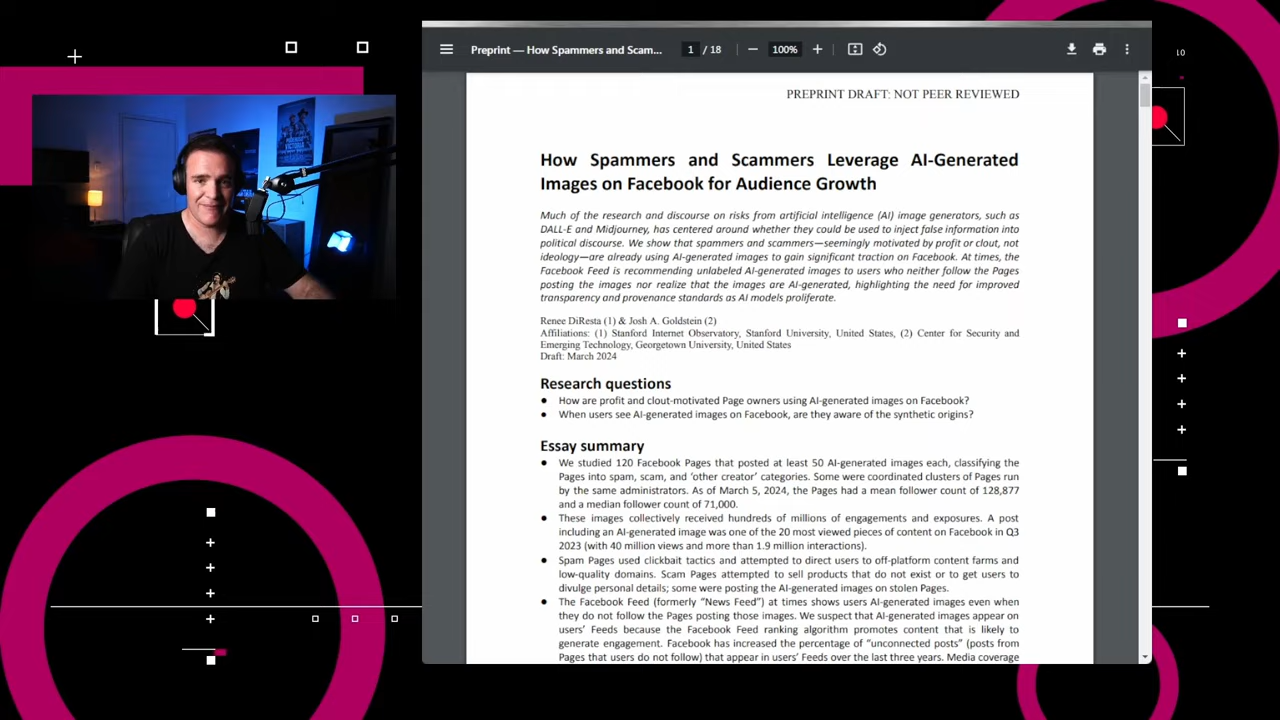 Preprint — How Spammers and Scam...
1 / 18
100%
10
PREPRINT DRAFT: NOT PEER REVIEWED
How Spammers and Scammers Leverage AI-Generated
Images on Facebook for Audience Growth
Much of the research and discourse on risks from artificial intelligence (AI) image generators, such as
DALL-E and Midjourney, has centered around whether they could be used to inject false information into
political discourse. We show that spammers and scammers—seemingly motivated by profit or clout, not
ideology—are already using AI-generated images to gain significant traction on Facebook. At times, the
Facebook Feed is recommending unlabeled AI-generated images to users who neither follow the Pages
posting the images nor realize that the images are AI-generated, highlighting the need for improved
transparency and provenance standards as AI models proliferate.
Renee DiResta (1) & Josh A. Goldstein (2)
Affiliations: (1) Stanford Internet Observatory, Stanford University, United States, (2) Center for Security and
Emerging Technology, Georgetown University, United States
Draft: March 2024
Research questions
● How are profit and clout-motivated Page owners using AI-generated images on Facebook?
● When users see AI-generated images on Facebook, are they aware of the synthetic origins?
Essay summary
● We studied 120 Facebook Pages that posted at least 50 AI-generated images each, classifying the
Pages into spam, scam, and ‘other creator’ categories. Some were coordinated clusters of Pages run
by the same administrators. As of March 5, 2024, the Pages had a mean follower count of 128,877
and a median follower count of 71,000.
● These images collectively received hundreds of millions of engagements and exposures. A post
including an AI-generated image was one of the 20 most viewed pieces of content on Facebook in Q3
2023 (with 40 million views and more than 1.9 million interactions).
● Spam Pages used clickbait tactics and attempted to direct users to off-platform content farms and
low-quality domains. Scam Pages attempted to sell products that do not exist or to get users to
divulge personal details; some were posting the AI-generated images on stolen Pages.
● The Facebook Feed (formerly “News Feed”) at times shows users AI-generated images even when
they do not follow the Pages posting those images. We suspect that AI-generated images appear on
users’ Feeds because the Facebook Feed ranking algorithm promotes content that is likely to
generate engagement. Facebook has increased the percentage of “unconnected posts” (posts from
Pages that users do not follow) that appear in users’ Feeds over the last three years. Media coverage